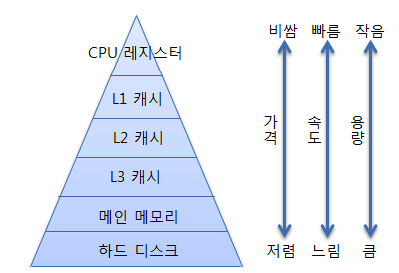 비쌈 빠름 작음
CPU 레지스터
L1 캐시
L2 캐시
L3 캐시
메인 메모리
하드 디스크
가격
속도
용량
저렴 느림 큼